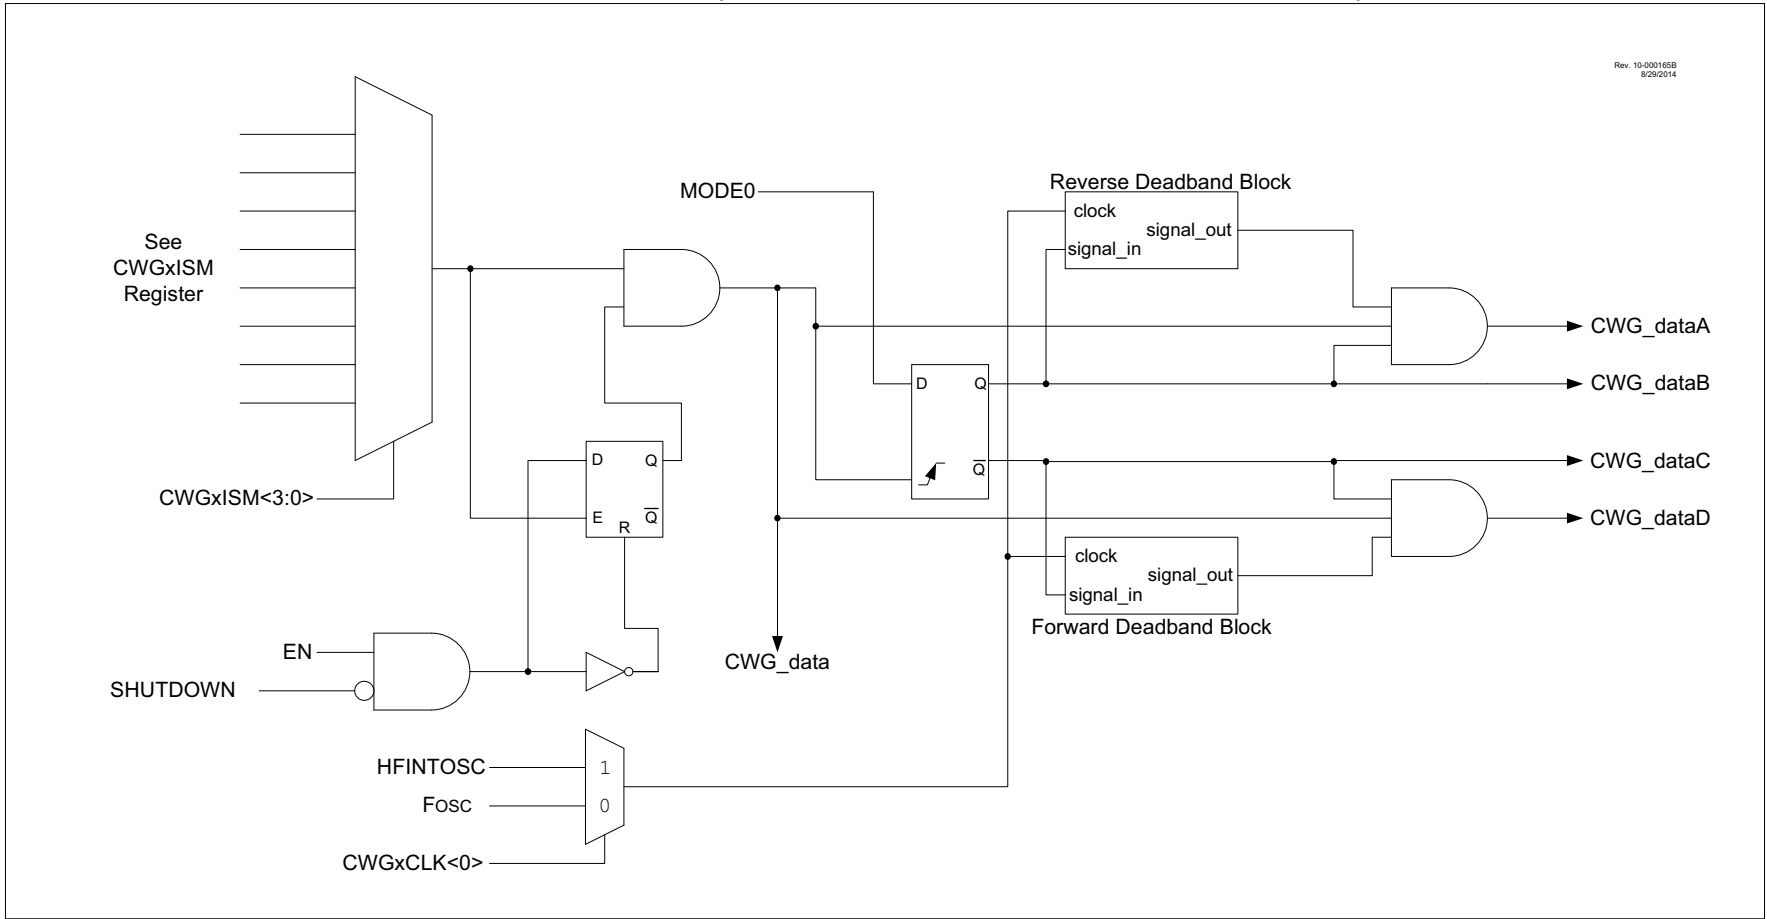 Rev. 10-000165B
8/29/2014
See
CWGxISM
Register
CWGxISM<3:0>
MODE0
Reverse Deadband Block
clock
signal_out
signal_in
CWG_dataA
D
Q
CWG_dataB
Q̅
CWG_dataC
D
Q
E
R
Q̅
CWG_dataD
clock
signal_out
signal_in
Forward Deadband Block
EN
SHUTDOWN
CWG_data
HFINTOSC
1
Fosc
0
CWGxCLK<0>